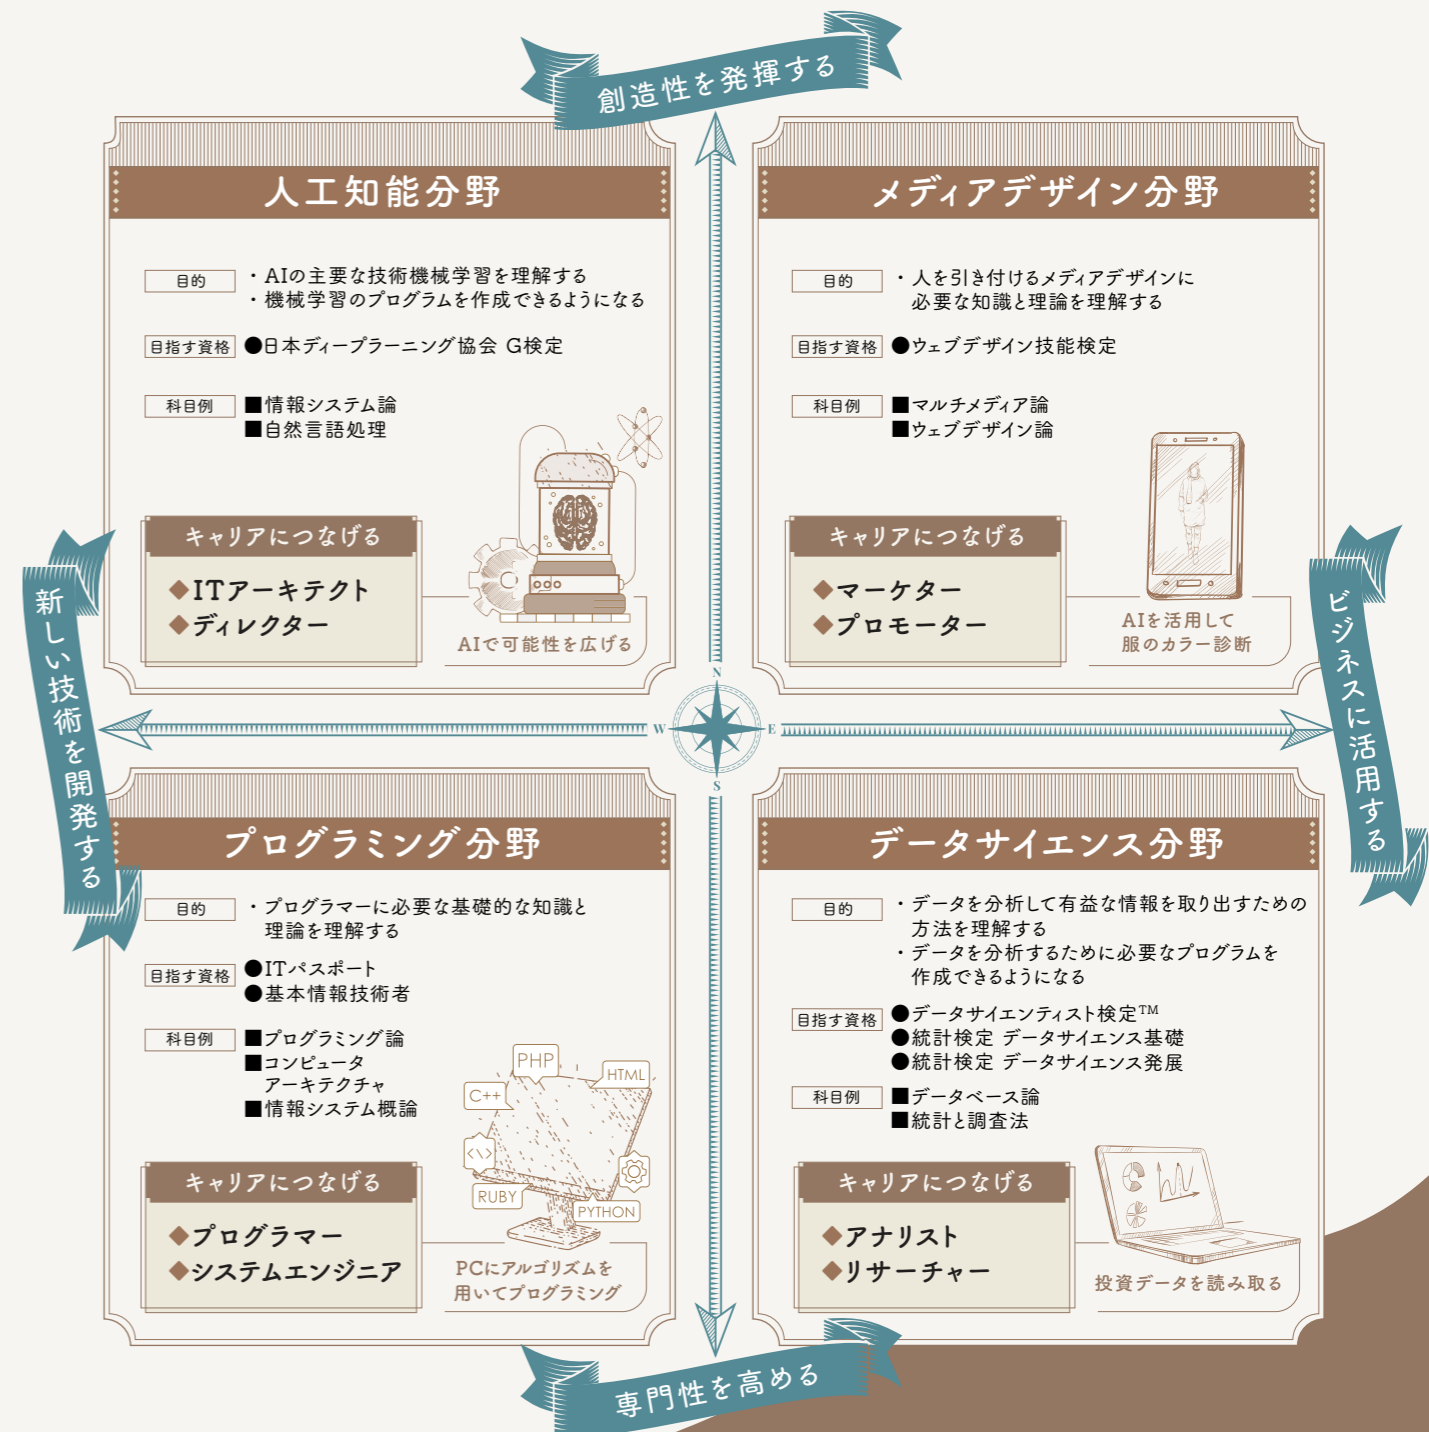 創造性を発揮する
人工知能分野
目的
・AIの主要な技術機械学習を理解する
・機械学習のプログラムを作成できるようになる
目指す資格
●日本ディープラーニング協会 G検定
科目例
■情報システム論
■自然言語処理
キャリアにつなげる
◆ITアーキテクト
◆ディレクター
AIで可能性を広げる
メディアデザイン分野
目的
・人を引き付けるメディアデザインに
必要な知識と理論を理解する
目指す資格
●ウェブデザイン技能検定
科目例
■マルチメディア論
■ウェブデザイン論
キャリアにつなげる
◆マーケター
◆プロモーター
AIを活用して
服のカラー診断
新しい技術を開発する
N
W
E
S
ビジネスに活用する
プログラミング分野
目的
・プログラマーに必要な基礎的な知識と
理論を理解する
目指す資格
●ITパスポート
●基本情報技術者
科目例
■プログラミング論
■コンピュータ
アーキテクチャ
■情報システム概論
PHP
HTML
C++
<\>
RUBY
PYTHON
キャリアにつなげる
◆プログラマー
◆システムエンジニア
PCにアルゴリズムを
用いてプログラミング
データサイエンス分野
目的
・データを分析して有益な情報を取り出すための
方法を理解する
・データを分析するために必要なプログラムを
作成できるようになる
目指す資格
●データサイエンティスト検定™
●統計検定 データサイエンス基礎
●統計検定 データサイエンス発展
科目例
■データベース論
■統計と調査法
キャリアにつなげる
◆アナリスト
◆リサーチャー
投資データを読み取る
専門性を高める